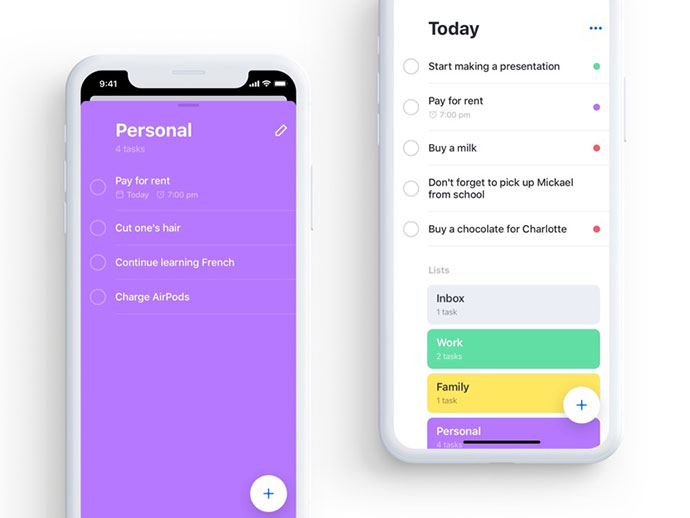 9:41
Personal
4 tasks
Pay for rent
Today 7:00 pm
Cut one's hair
Continue learning French
Charge AirPods
+
Today
•••
Start making a presentation
Pay for rent
7:00 pm
Buy a milk
Don't forget to pick up Mickael
from school
Buy a chocolate for Charlotte
Lists
Inbox
1 task
Work
2 tasks
Family
1 task
+
Personal
4 tasks